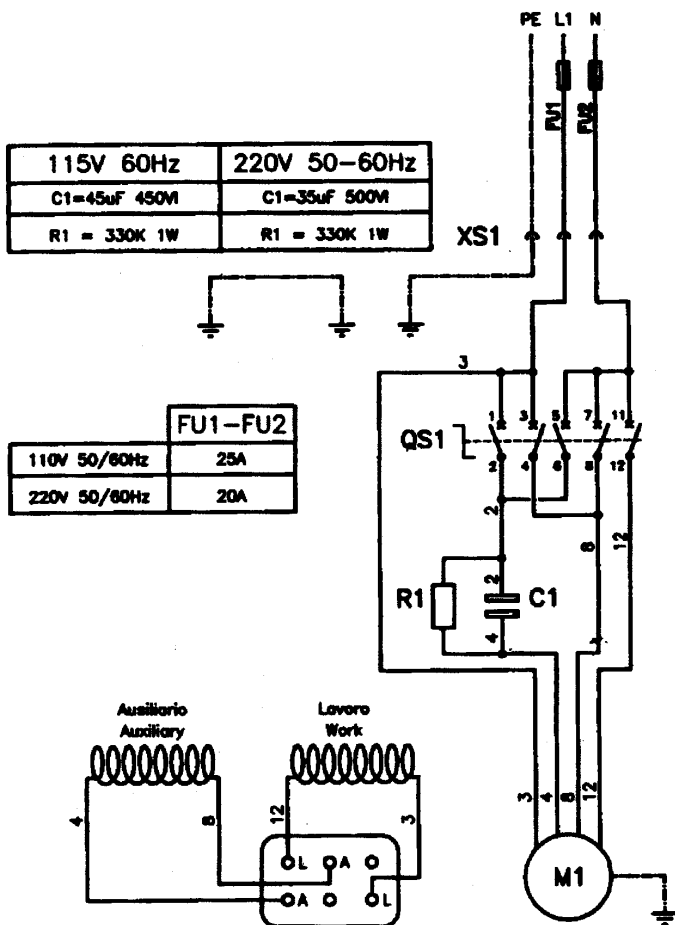 PE L1 N
FU1
FU2
115V 60Hz 220V 50-60Hz
C1=45uF 450Vl C1=35uF 500Vl
R1 = 330K 1W R1 = 330K 1W
XS1
3
FU1-FU2
110V 50/60Hz 25A
220V 50/60Hz 20A
1 3 5 7 11
QS1
2 4 6 8 12
2 8 12
2
R1 C1
4
Ausiliario
Auxiliary
Lavoro
Work
4 8 12 3
3 4 8 12
L A
A L
M1